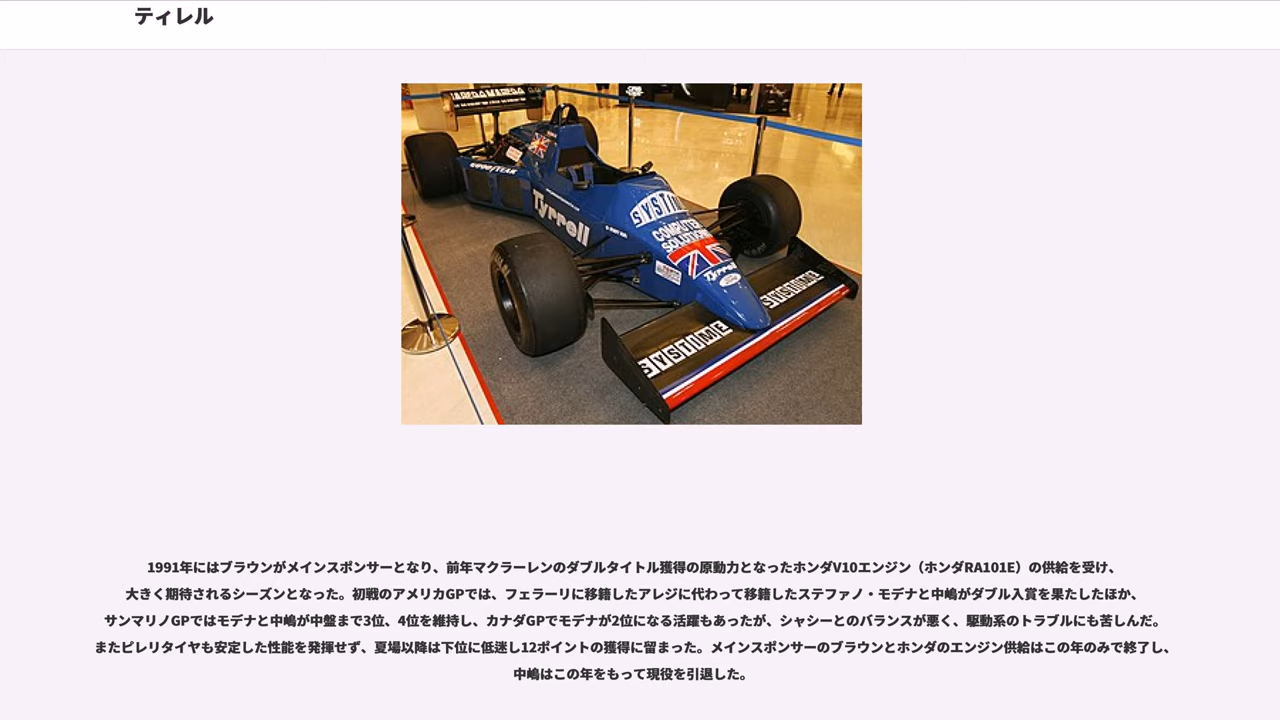 ティレル
GOODYEAR
Tyrrell
COMPUTER
SOLUTIONS
Tyrrell
SYSTIME
SYSTIME
1991年にはブラウンがメインスポンサーとなり、前年マクラーレンのダブルタイトル獲得の原動力となったホンダV10エンジン（ホンダRA101E）の供給を受け、
大きく期待されるシーズンとなった。初戦のアメリカGPでは、フェラーリに移籍したアレジに代わって移籍したステファノ・モデナと中嶋がダブル入賞を果たしたほか、
サンマリノGPではモデナと中嶋が中盤まで3位、4位を維持し、カナダGPでモデナが2位になる活躍もあったが、シャシーとのバランスが悪く、駆動系のトラブルにも苦しんだ。
またピレリタイヤも安定した性能を発揮せず、夏場以降は下位に低迷し12ポイントの獲得に留まった。メインスポンサーのブラウンとホンダのエンジン供給はこの年のみで終了し、
中嶋はこの年をもって現役を引退した。